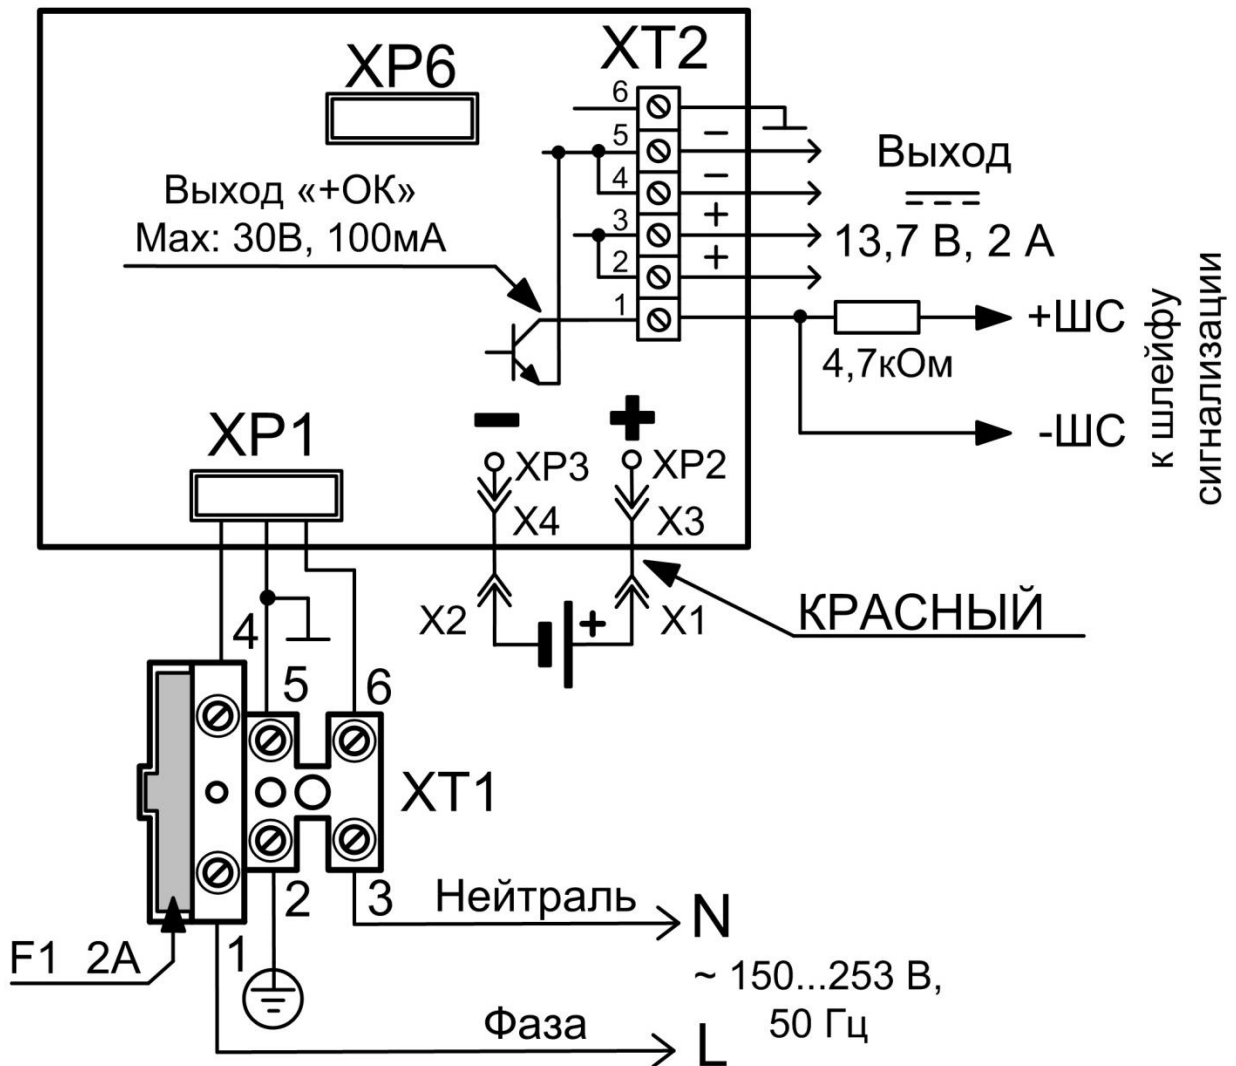 XT2
XP6
6
5
4
3
2
1
–
–
+
+
Выход
13,7 В, 2 А
Выход «+ОК»
Max: 30В, 100мА
+ШС
4,7кОм
-ШС
к шлейфу
сигнализации
XP1
– +
XP3 XP2
X4 X3
X2 + X1
КРАСНЫЙ
4
5 6
XT1
2 3
Нейтраль N
F1 2A
1
~ 150...253 В,
50 Гц
Фаза L